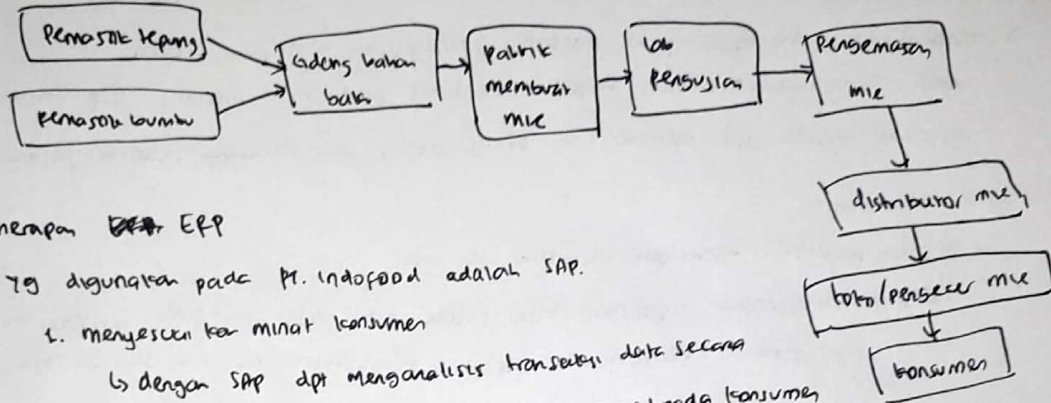 Pemasok tepung
Pemasok bumbu
Gudang bahan
baku
Pabrik
membuat
mie
lab
pengujian
Pengemasan
mie
distributor mie
toko/pengecer mie
konsumen
nerapan ERP
yg digunakan pada Pt. Indofood adalah SAP.
1. menyesuaikan minat konsumen
↳ dengan SAP dpt menganalisis transaksi data secara
pada konsumen